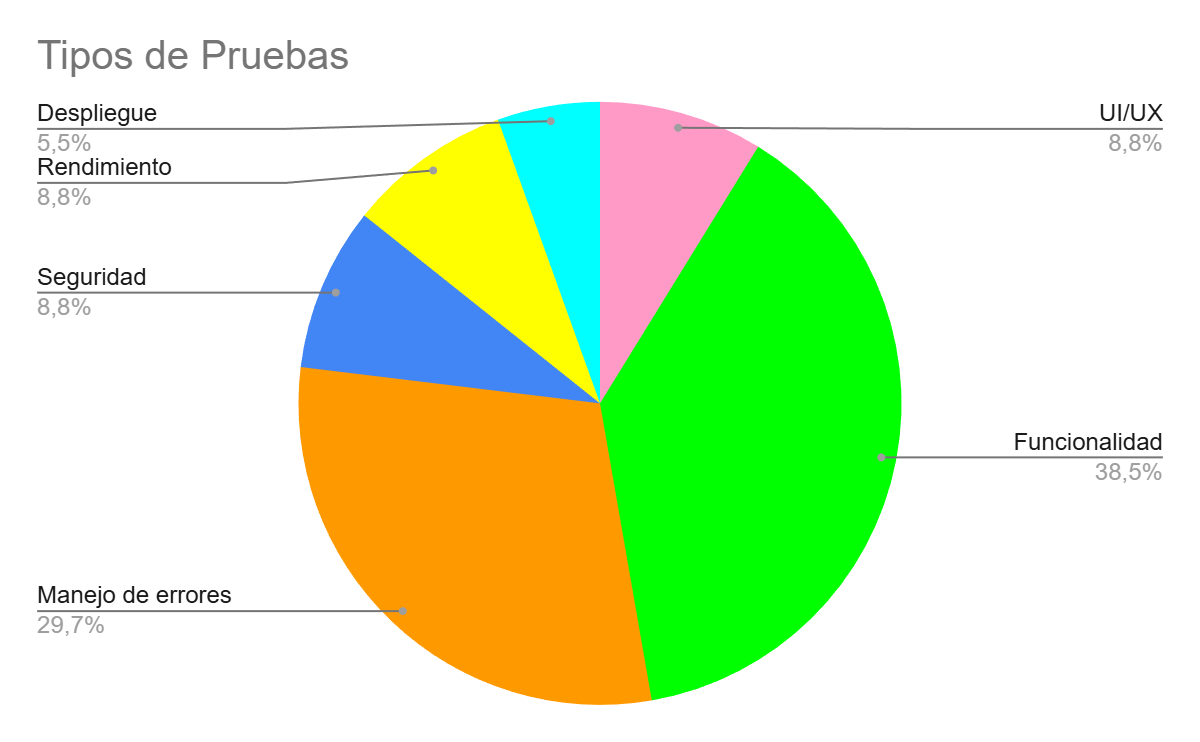 Tipos de Pruebas
Despliegue
5,5%
Rendimiento
8,8%
Seguridad
8,8%
Manejo de errores
29,7%
UI/UX
8,8%
Funcionalidad
38,5%